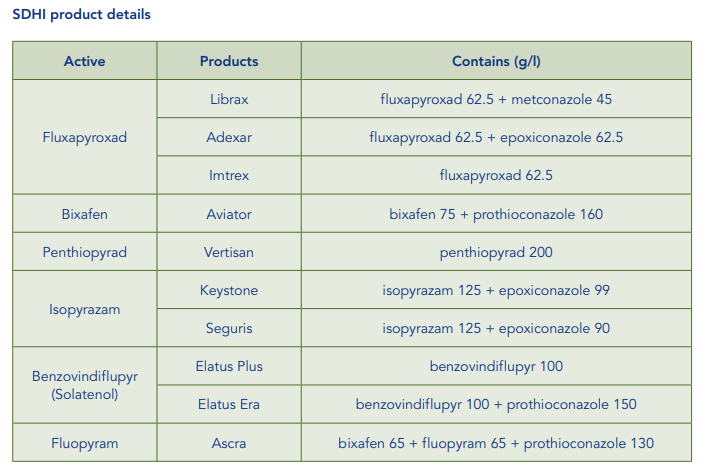 SDHI product details
Active Products Contains (g/l)
Fluxapyroxad
Librax fluxapyroxad 62.5 + metconazole 45
Adexar fluxapyroxad 62.5 + epoxiconazole 62.5
Imtrex fluxapyroxad 62.5
Bixafen Aviator bixafen 75 + prothioconazole 160
Penthiopyrad Vertisan penthiopyrad 200
Isopyrazam
Keystone isopyrazam 125 + epoxiconazole 99
Seguris isopyrazam 125 + epoxiconazole 90
Benzovindiflupyr
(Solatenol)
Elatus Plus benzovindiflupyr 100
Elatus Era benzovindiflupyr 100 + prothioconazole 150
Fluopyram Ascra bixafen 65 + fluopyram 65 + prothioconazole 130